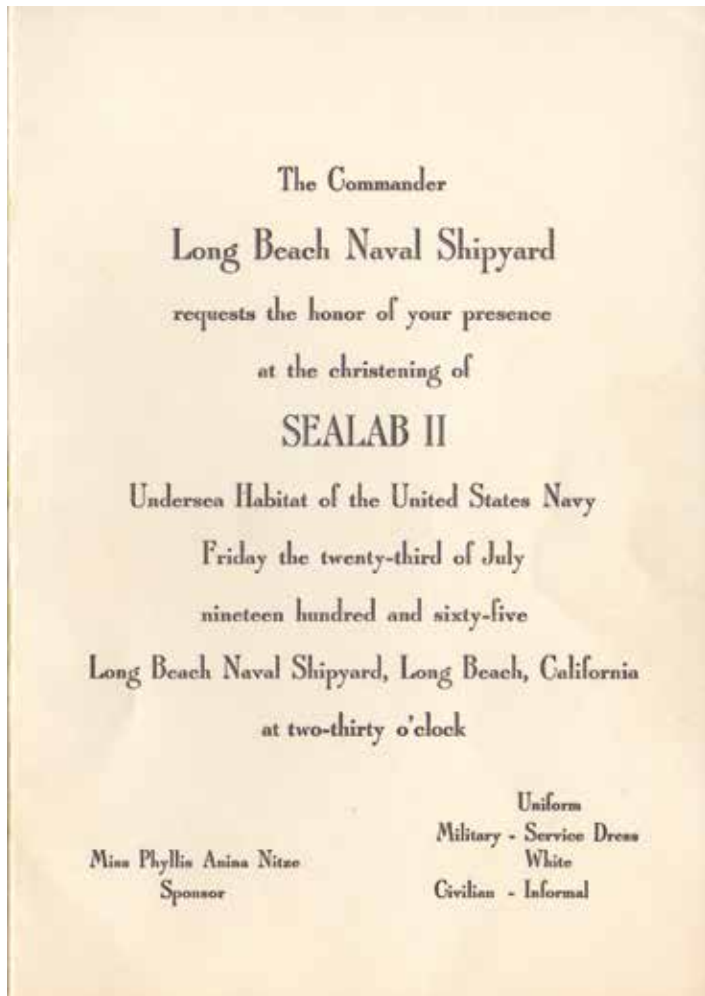 The Commander
Long Beach Naval Shipyard
requests the honor of your presence
at the christening of
SEALAB II
Undersea Habitat of the United States Navy
Friday the twenty-third of July
nineteen hundred and sixty-five
Long Beach Naval Shipyard, Long Beach, California
at two-thirty o'clock
Miss Phyllis Anina Nitze
Sponsor
Uniform
Military - Service Dress
White
Civilian - Informal